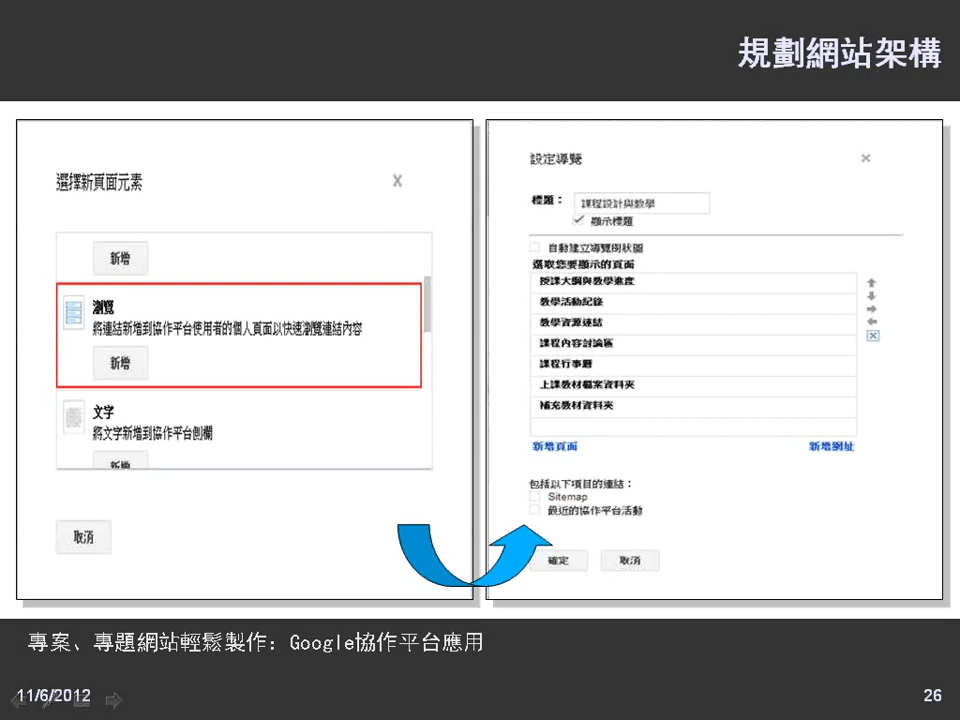 規劃網站架構
選擇新頁面元素
X
新增
瀏覽
將連結新增到協作平台使用者的個人頁面以快速瀏覽連結內容
新增
文字
將文字新增到協作平台側欄
新增
取消
設定導覽
×
標題：
課程設計與教學
顯示標題
自動建立導覽樹狀圖
選取您要顯示的頁面
授課大綱與教學進度
教學活動紀錄
教學資源連結
課程內容討論區
課程行事曆
上課教材檔案資料夾
補充教材資料夾
新增頁面
新增網址
包括以下項目的連結：
Sitemap
最近的協作平台活動
確定
取消
專案、專題網站輕鬆製作：Google協作平台應用
11/6/2012
26